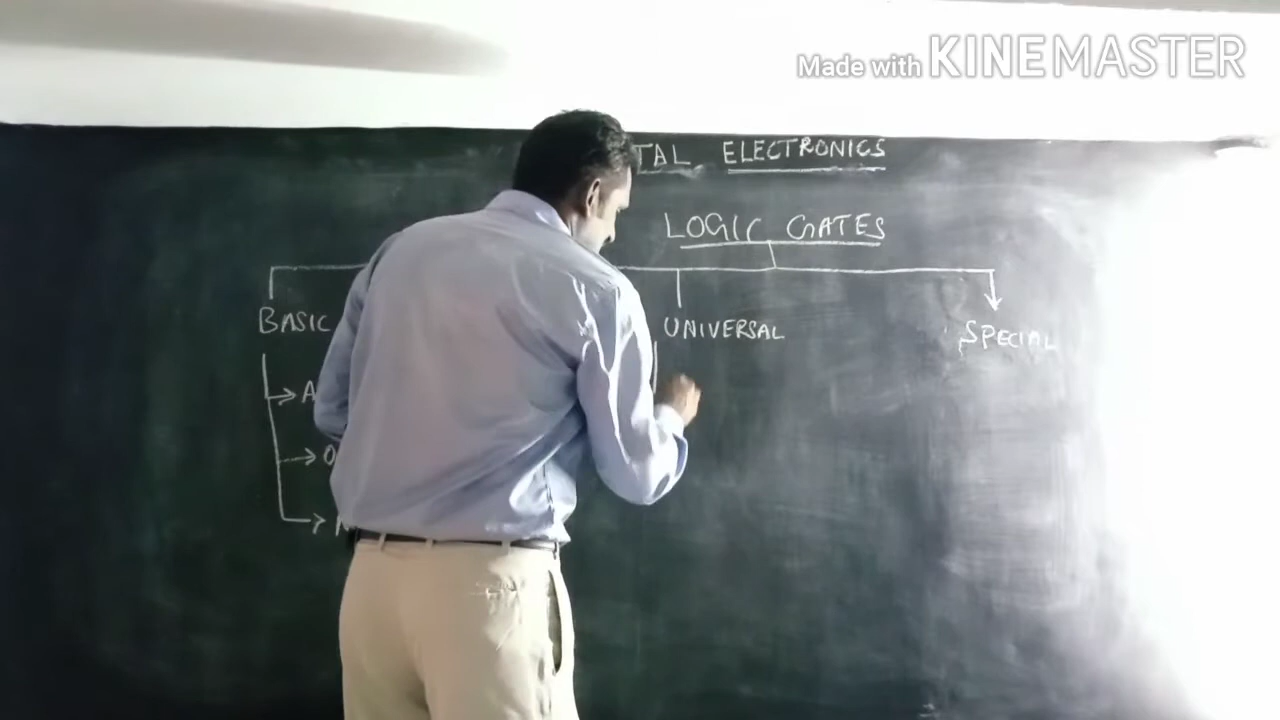 Made with KINEMASTER
TAL ELECTRONICS
LOGIC GATES
BASIC UNIVERSAL SPECIAL
A
O